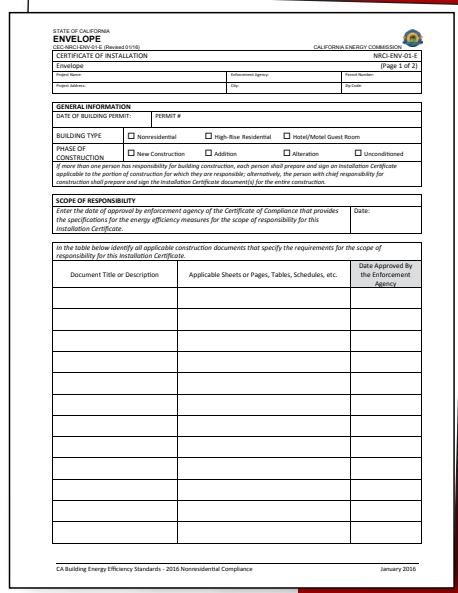 STATE OF CALIFORNIA
ENVELOPE
CEC-NRCI-ENV-01-E (Revised 01/16) CALIFORNIA ENERGY COMMISSION
CERTIFICATE OF INSTALLATION NRCI-ENV-01-E
Envelope (Page 1 of 2)
Project Name: Enforcement Agency: Permit Number:
Project Address: City: Zip Code:
GENERAL INFORMATION
DATE OF BUILDING PERMIT: PERMIT #
BUILDING TYPE ☐ Nonresidential ☐ High-Rise Residential ☐ Hotel/Motel Guest Room
PHASE OF
CONSTRUCTION ☐ New Construction ☐ Addition ☐ Alteration ☐ Unconditioned
If more than one person has responsibility for building construction, each person shall prepare and sign an Installation Certificate
applicable to the portion of construction for which they are responsible; alternatively, the person with chief responsibility for
construction shall prepare and sign the Installation Certificate document(s) for the entire construction.
SCOPE OF RESPONSIBILITY
Enter the date of approval by enforcement agency of the Certificate of Compliance that provides
the specifications for the energy efficiency measures for the scope of responsibility for this
Installation Certificate.
Date:
In the table below identify all applicable construction documents that specify the requirements for the scope of
responsibility for this Installation Certificate.
Document Title or Description
Applicable Sheets or Pages, Tables, Schedules, etc.
Date Approved By
the Enforcement
Agency
CA Building Energy Efficiency Standards - 2016 Nonresidential Compliance January 2016